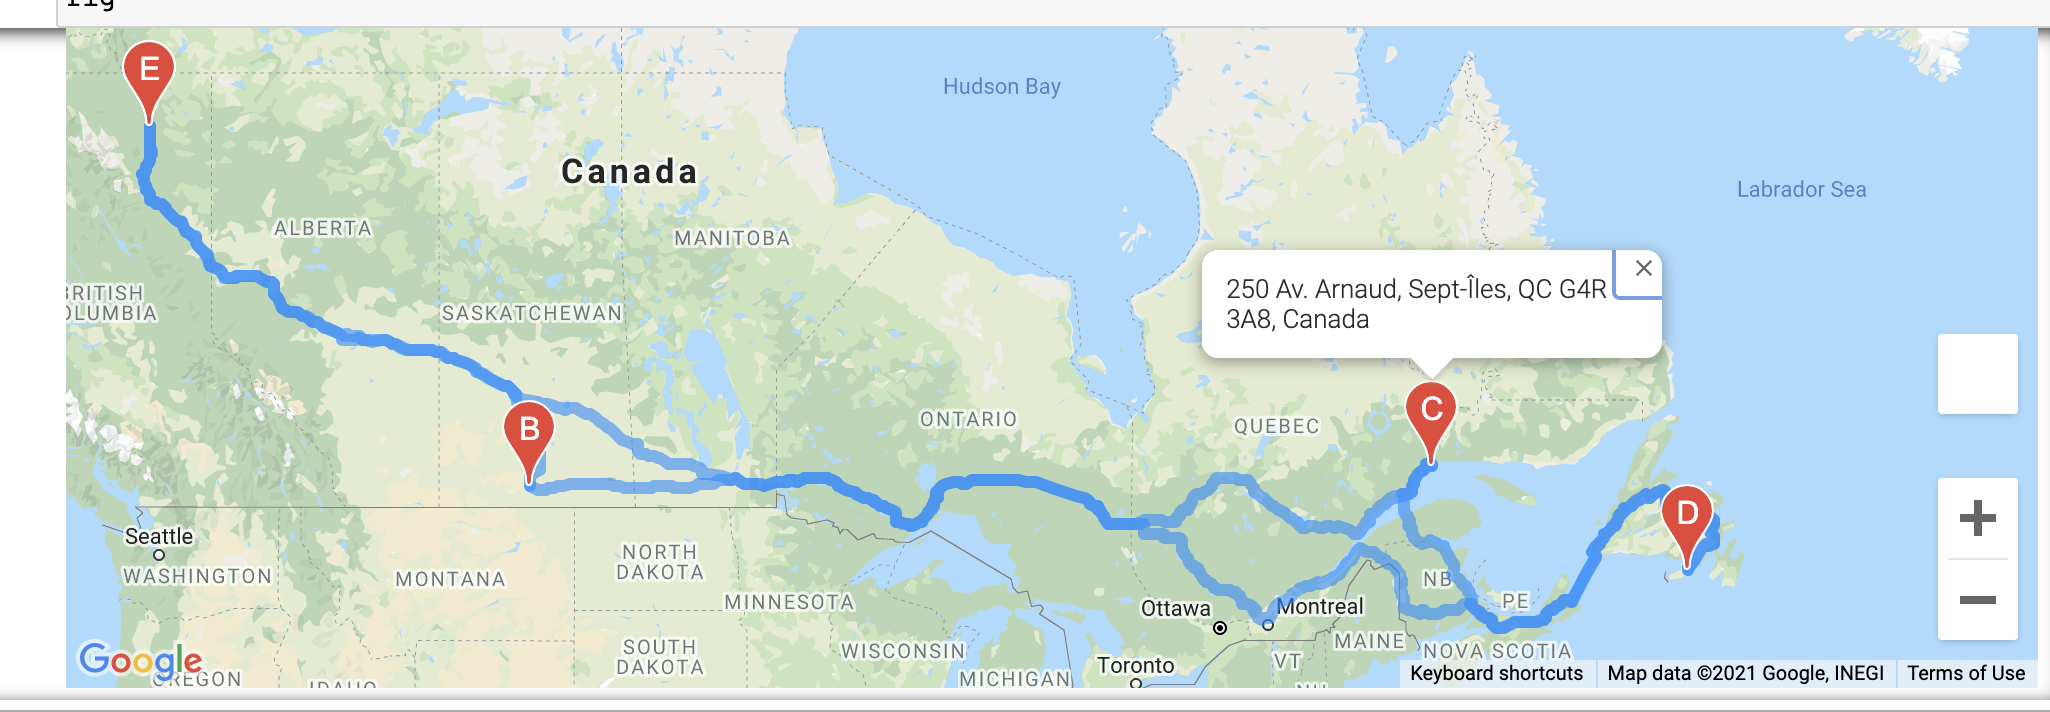 fig
E
Hudson Bay
Canada
Labrador Sea
ALBERTA
MANITOBA
250 Av. Arnaud, Sept-Îles, QC G4R
3A8, Canada
BRITISH
OLUMBIA
SASKATCHEWAN
C
B
ONTARIO
QUEBEC
D
Seattle
WASHINGTON
MONTANA
NORTH
DAKOTA
MINNESOTA
Ottawa
Montreal
NB
PE
MAINE
NOVA SCOTIA
SOUTH
DAKOTA
WISCONSIN
Toronto
VT
MICHIGAN
Google
OREGON
IDAHO
NH
Keyboard shortcuts
Map data ©2021 Google, INEGI
Terms of Use